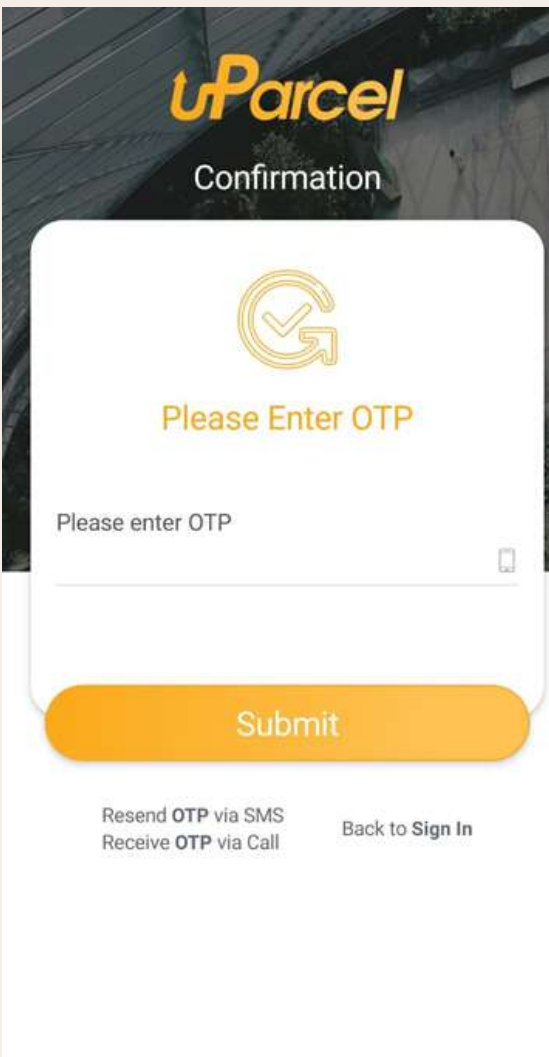 uParcel
Confirmation
Please Enter OTP
Please enter OTP
Submit
Resend OTP via SMS
Receive OTP via Call
Back to Sign In